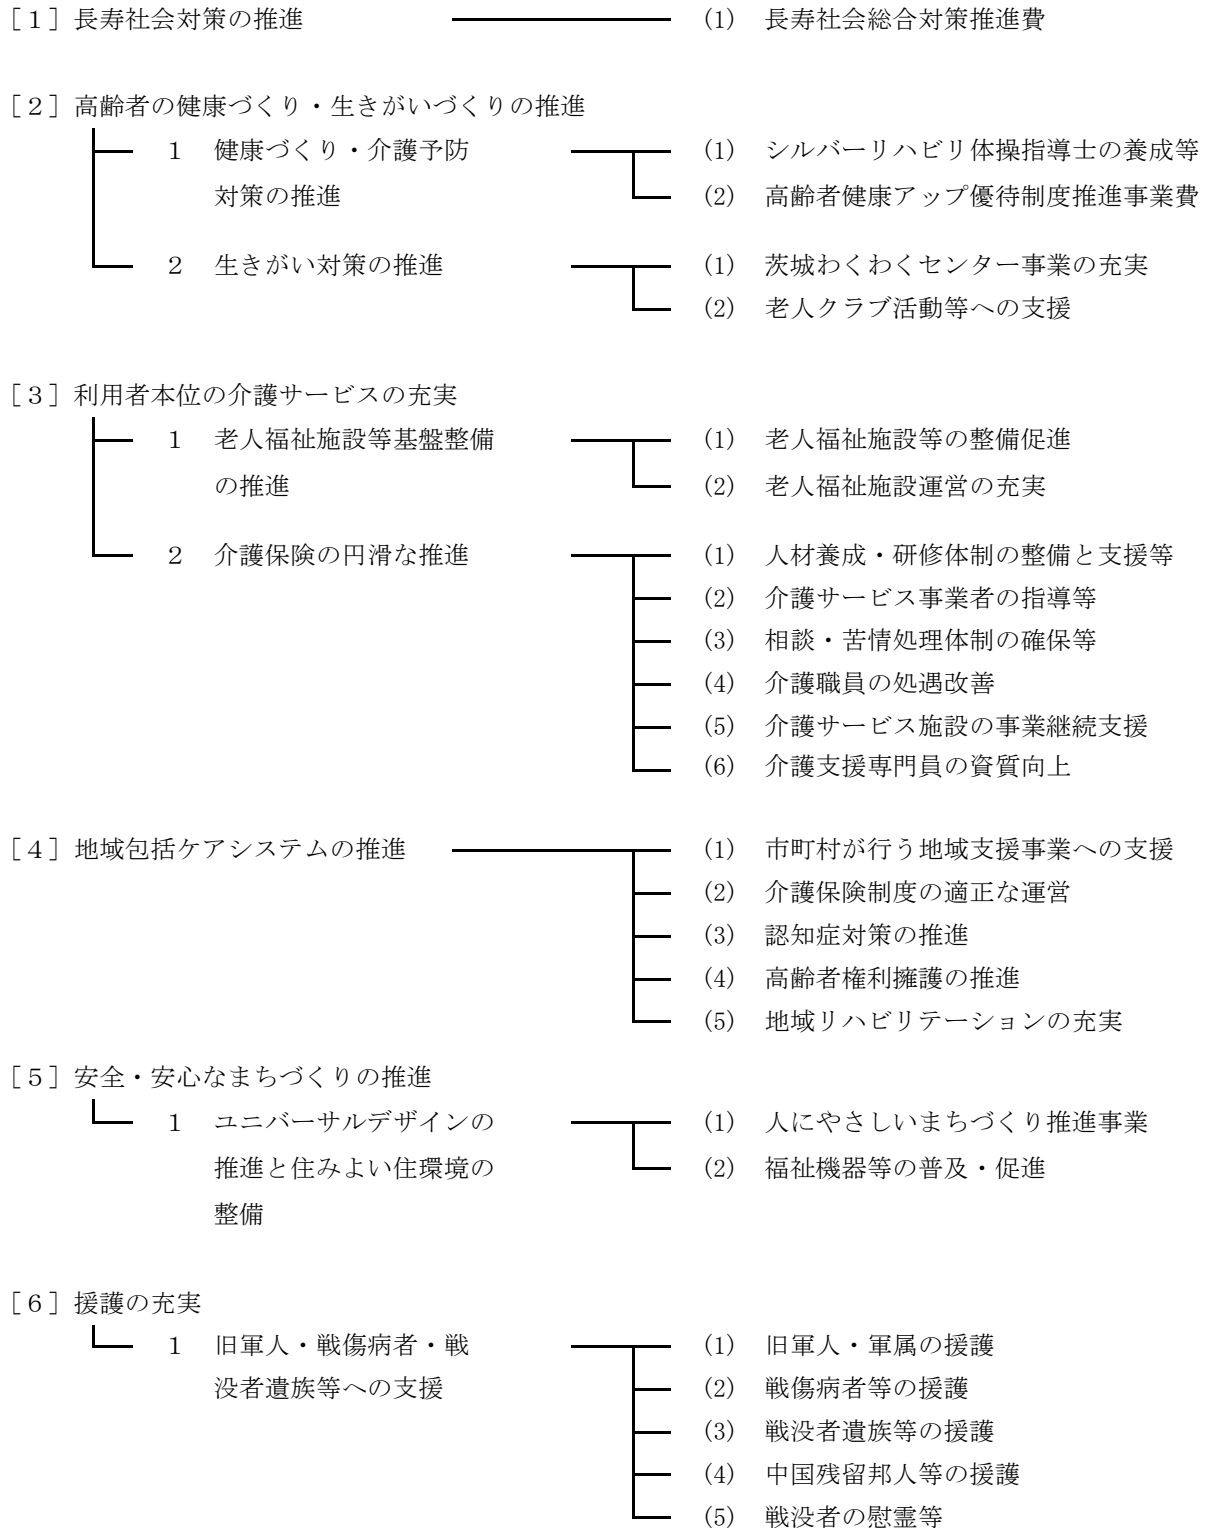 ［１］長寿社会対策の推進 (1) 長寿社会総合対策推進費
［２］高齢者の健康づくり・生きがいづくりの推進
１ 健康づくり・介護予防 (1) シルバーリハビリ体操指導士の養成等
対策の推進 (2) 高齢者健康アップ優待制度推進事業費
２ 生きがい対策の推進 (1) 茨城わくわくセンター事業の充実
(2) 老人クラブ活動等への支援
［３］利用者本位の介護サービスの充実
１ 老人福祉施設等基盤整備 (1) 老人福祉施設等の整備促進
の推進 (2) 老人福祉施設運営の充実
２ 介護保険の円滑な推進 (1) 人材養成・研修体制の整備と支援等
(2) 介護サービス事業者の指導等
(3) 相談・苦情処理体制の確保等
(4) 介護職員の処遇改善
(5) 介護サービス施設の事業継続支援
(6) 介護支援専門員の資質向上
［４］地域包括ケアシステムの推進 (1) 市町村が行う地域支援事業への支援
(2) 介護保険制度の適正な運営
(3) 認知症対策の推進
(4) 高齢者権利擁護の推進
(5) 地域リハビリテーションの充実
［５］安全・安心なまちづくりの推進
１ ユニバーサルデザインの (1) 人にやさしいまちづくり推進事業
推進と住みよい住環境の (2) 福祉機器等の普及・促進
整備
［６］援護の充実
１ 旧軍人・戦傷病者・戦 (1) 旧軍人・軍属の援護
没者遺族等への支援 (2) 戦傷病者等の援護
(3) 戦没者遺族等の援護
(4) 中国残留邦人等の援護
(5) 戦没者の慰霊等